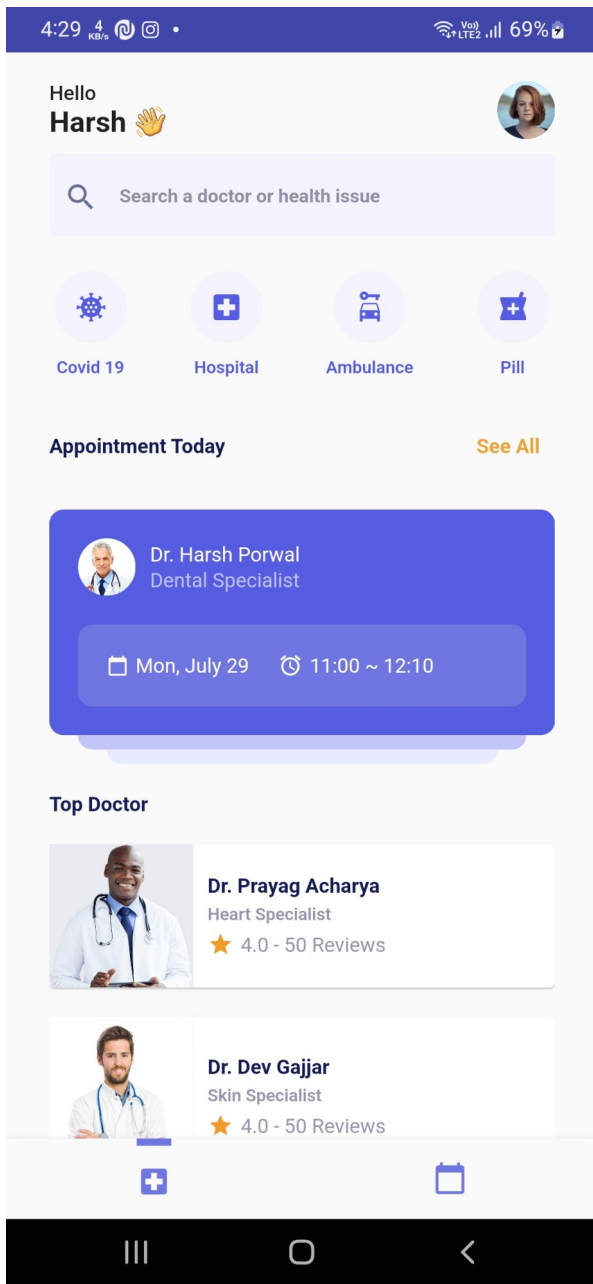 4:29 4 KB/s
Vo)) LTE2 69%
Hello
Harsh 👋
Search a doctor or health issue
Covid 19 Hospital Ambulance Pill
Appointment Today See All
Dr. Harsh Porwal
Dental Specialist
Mon, July 29 11:00 ~ 12:10
Top Doctor
Dr. Prayag Acharya
Heart Specialist
4.0 - 50 Reviews
Dr. Dev Gajjar
Skin Specialist
4.0 - 50 Reviews